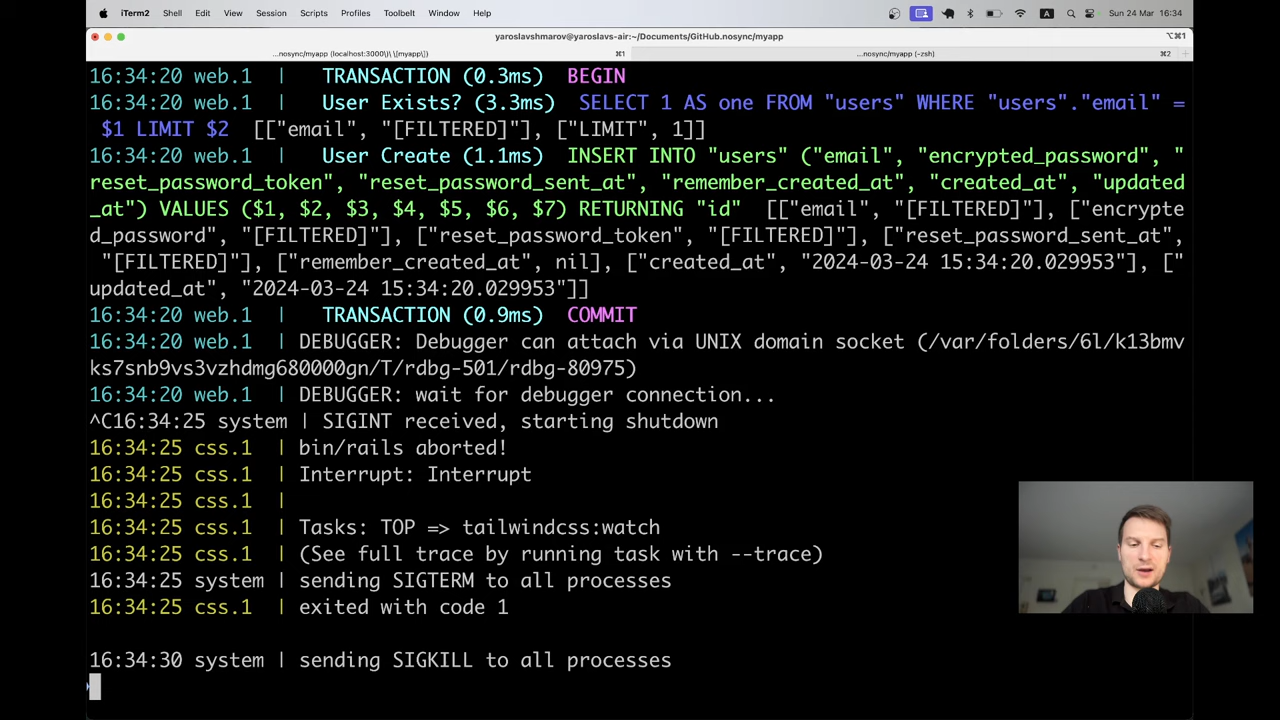 iTerm2 Shell Edit View Session Scripts Profiles Toolbelt Window Help A Sun 24 Mar 16:34
yaroslavshmarov@yaroslavs-air:~/Documents/GitHub.nosync/myapp ⌥⌘1
...nosync/myapp (localhost:3000/\ \[myapp\]) ⌘1 ...nosync/myapp (-zsh) ⌘2
16:34:20 web.1  |   TRANSACTION (0.3ms)  BEGIN
16:34:20 web.1  |   User Exists? (3.3ms)  SELECT 1 AS one FROM "users" WHERE "users"."email" =
 $1 LIMIT $2  [["email", "[FILTERED]"], ["LIMIT", 1]]
16:34:20 web.1  |   User Create (1.1ms)  INSERT INTO "users" ("email", "encrypted_password", "
reset_password_token", "reset_password_sent_at", "remember_created_at", "created_at", "updated
_at") VALUES ($1, $2, $3, $4, $5, $6, $7) RETURNING "id"  [["email", "[FILTERED]"], ["encrypte
d_password", "[FILTERED]"], ["reset_password_token", "[FILTERED]"], ["reset_password_sent_at",
 "[FILTERED]"], ["remember_created_at", nil], ["created_at", "2024-03-24 15:34:20.029953"], ["
updated_at", "2024-03-24 15:34:20.029953"]]
16:34:20 web.1  |   TRANSACTION (0.9ms)  COMMIT
16:34:20 web.1  | DEBUGGER: Debugger can attach via UNIX domain socket (/var/folders/6l/k13bmv
ks7snb9vs3vzhdmg680000gn/T/rdbg-501/rdbg-80975)
16:34:20 web.1  | DEBUGGER: wait for debugger connection...
^C16:34:25 system | SIGINT received, starting shutdown
16:34:25 css.1  | bin/rails aborted!
16:34:25 css.1  | Interrupt: Interrupt
16:34:25 css.1  |
16:34:25 css.1  | Tasks: TOP => tailwindcss:watch
16:34:25 css.1  | (See full trace by running task with --trace)
16:34:25 system | sending SIGTERM to all processes
16:34:25 css.1  | exited with code 1
16:34:30 system | sending SIGKILL to all processes